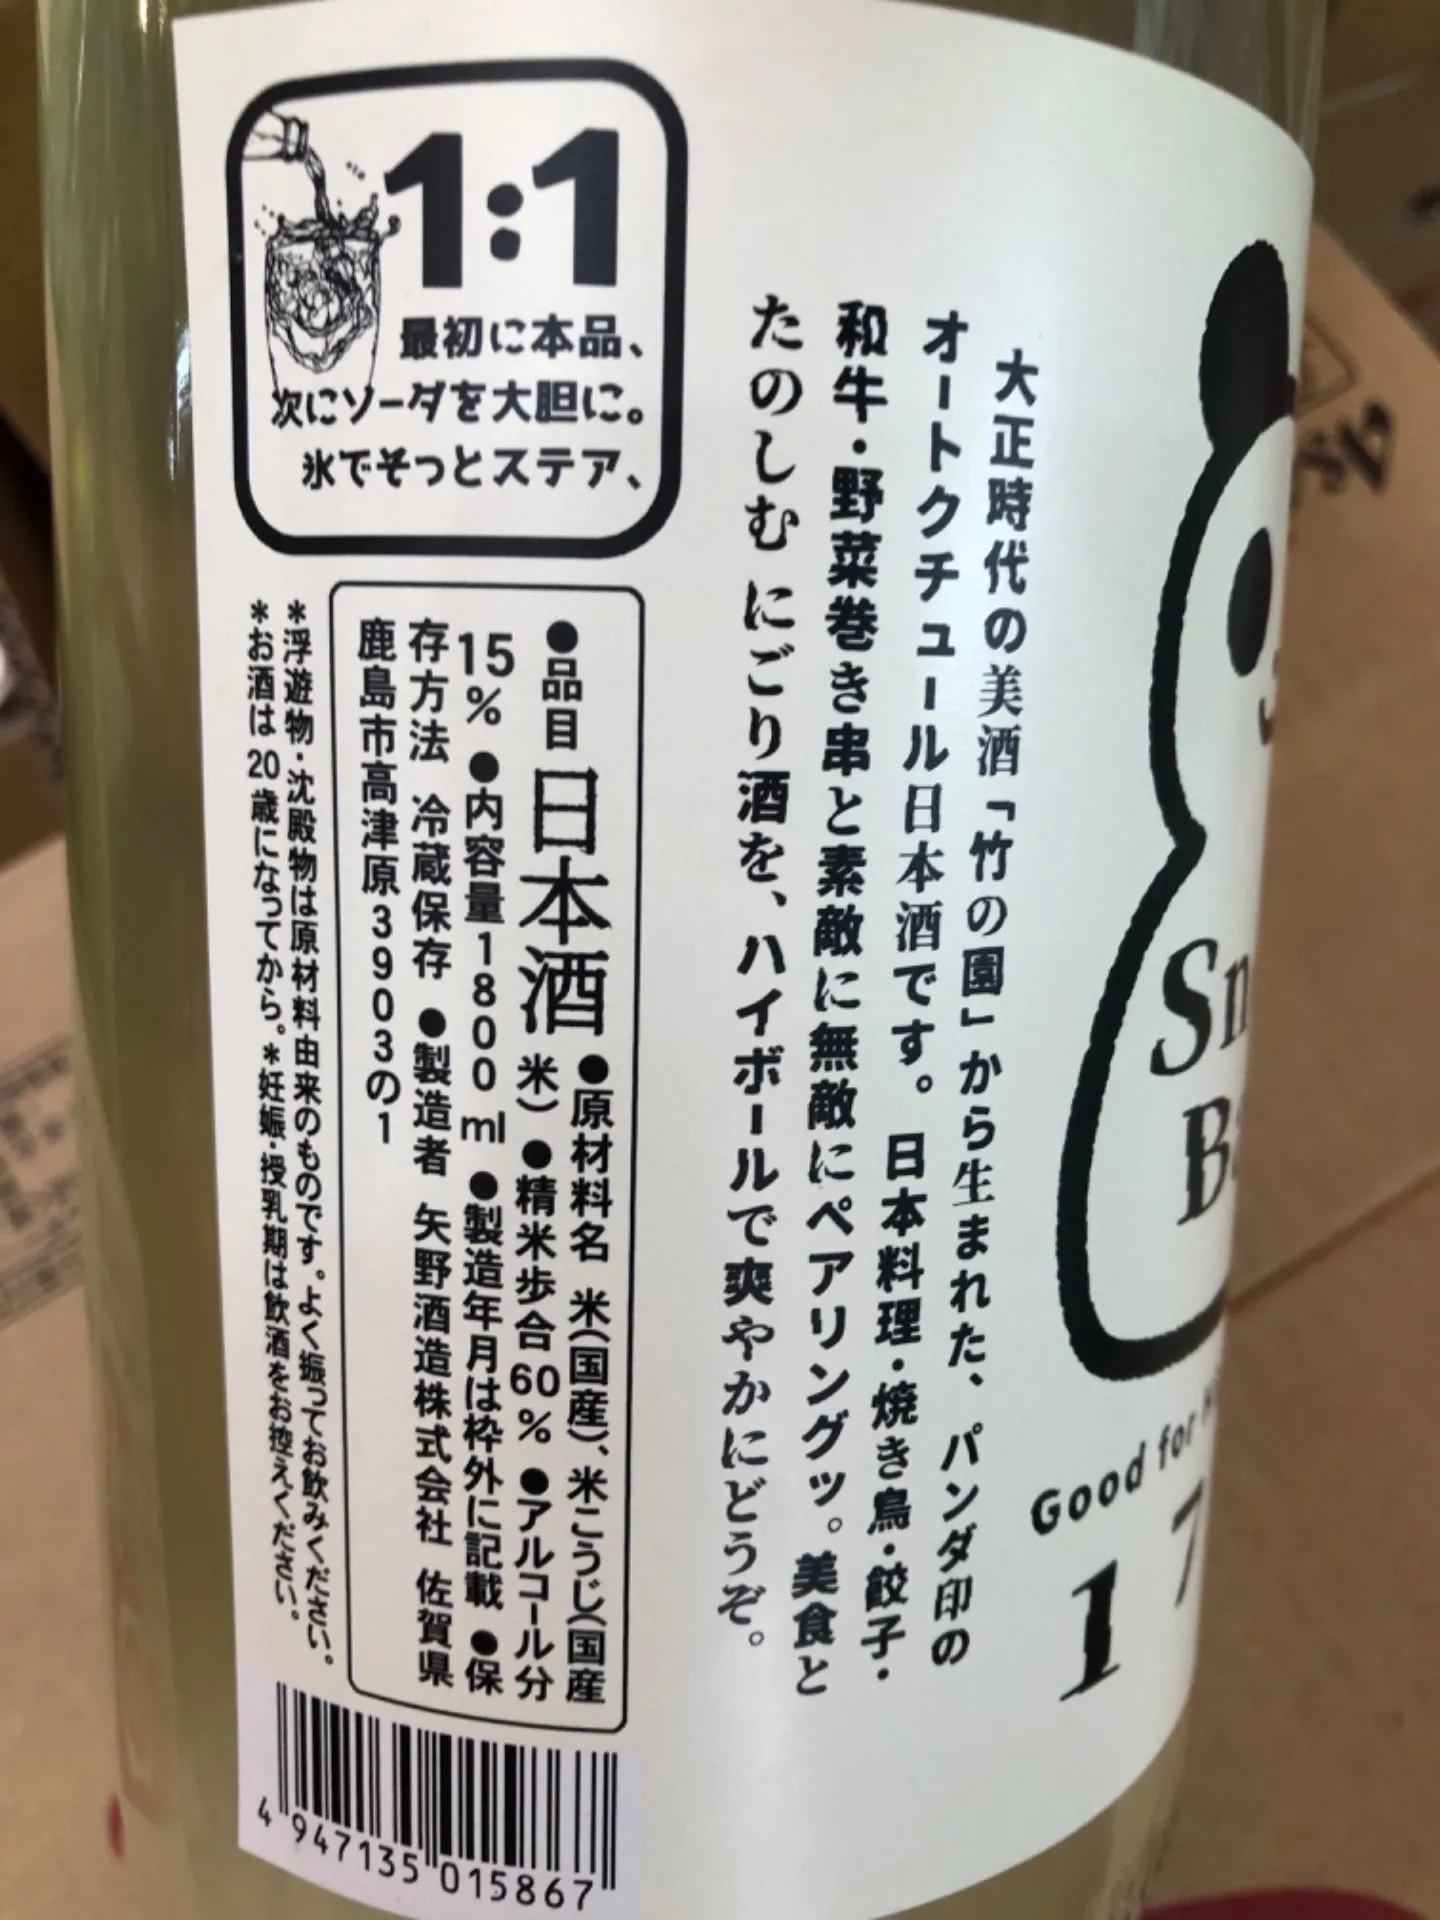 1:1
最初に本品、
次にソーダを大胆に。
氷でそっとステア、
大正時代の美酒「竹の園」から生まれた、パンダ印の
オートクチュール日本酒です。日本料理・焼き鳥・餃子・
和牛・野菜巻き串と素敵に無敵にペアリングッ。美食と
たのしむ にごり酒を、ハイボールで爽やかにどうぞ。
●品目 日本酒
●原材料名 米(国産)、米こうじ(国産
米) ●精米歩合60% ●アルコール分
15% ●内容量1800ml ●製造年月は枠外に記載 ●保
存方法 冷蔵保存 ●製造者 矢野酒造株式会社 佐賀県
鹿島市高津原3903の1
*浮遊物・沈殿物は原材料由来のものです。よく振ってお飲みください。
*お酒は20歳になってから。*妊娠・授乳期は飲酒をお控えください。
4 947135 015867
Good for
1